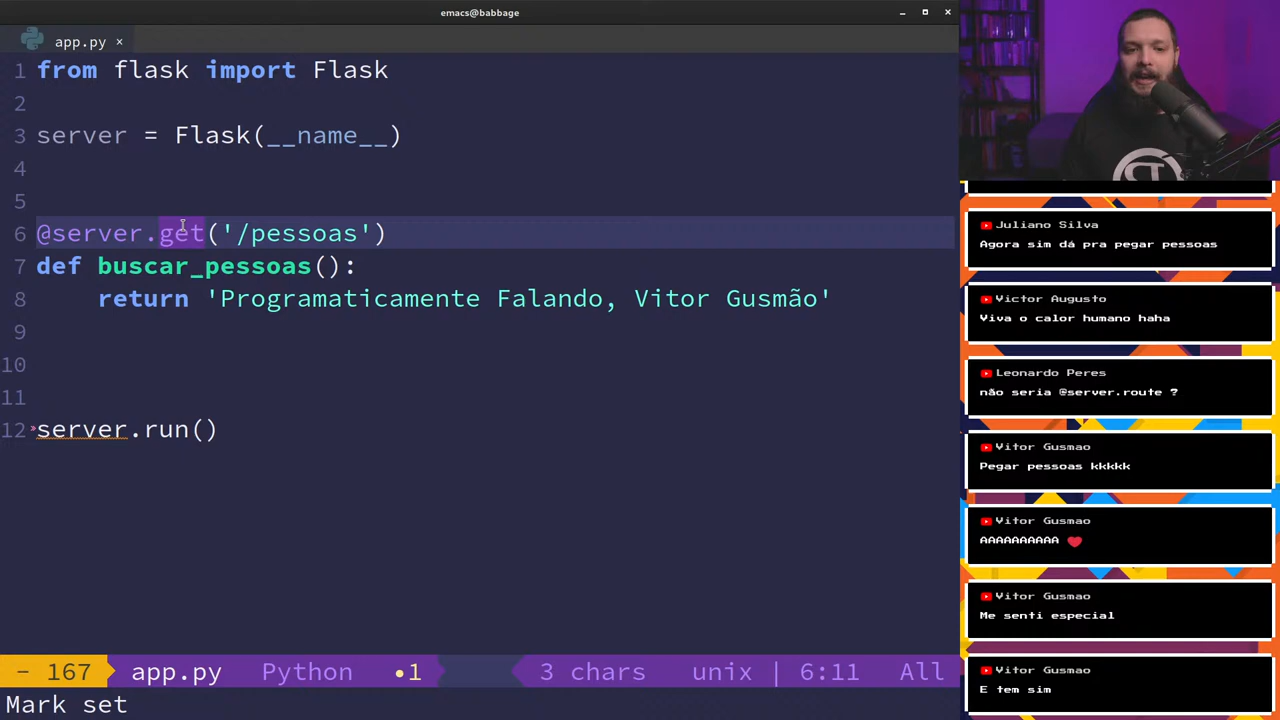 emacs@babbage
app.py ×
1 from flask import Flask
2
3 server = Flask(__name__)
4
5
6 @server.get('/pessoas')
7 def buscar_pessoas():
8 return 'Programaticamente Falando, Vitor Gusmão'
9
10
11
12 server.run()
- 167 app.py Python •1 3 chars unix | 6:11 All
Mark set
Juliano Silva
Agora sim dá pra pegar pessoas
Victor Augusto
Viva o calor humano haha
Leonardo Peres
não seria @server.route ?
Vitor Gusmao
Pegar pessoas kkkkk
Vitor Gusmao
AAAAAAAAAA ❤
Vitor Gusmao
Me senti especial
Vitor Gusmao
E tem sim